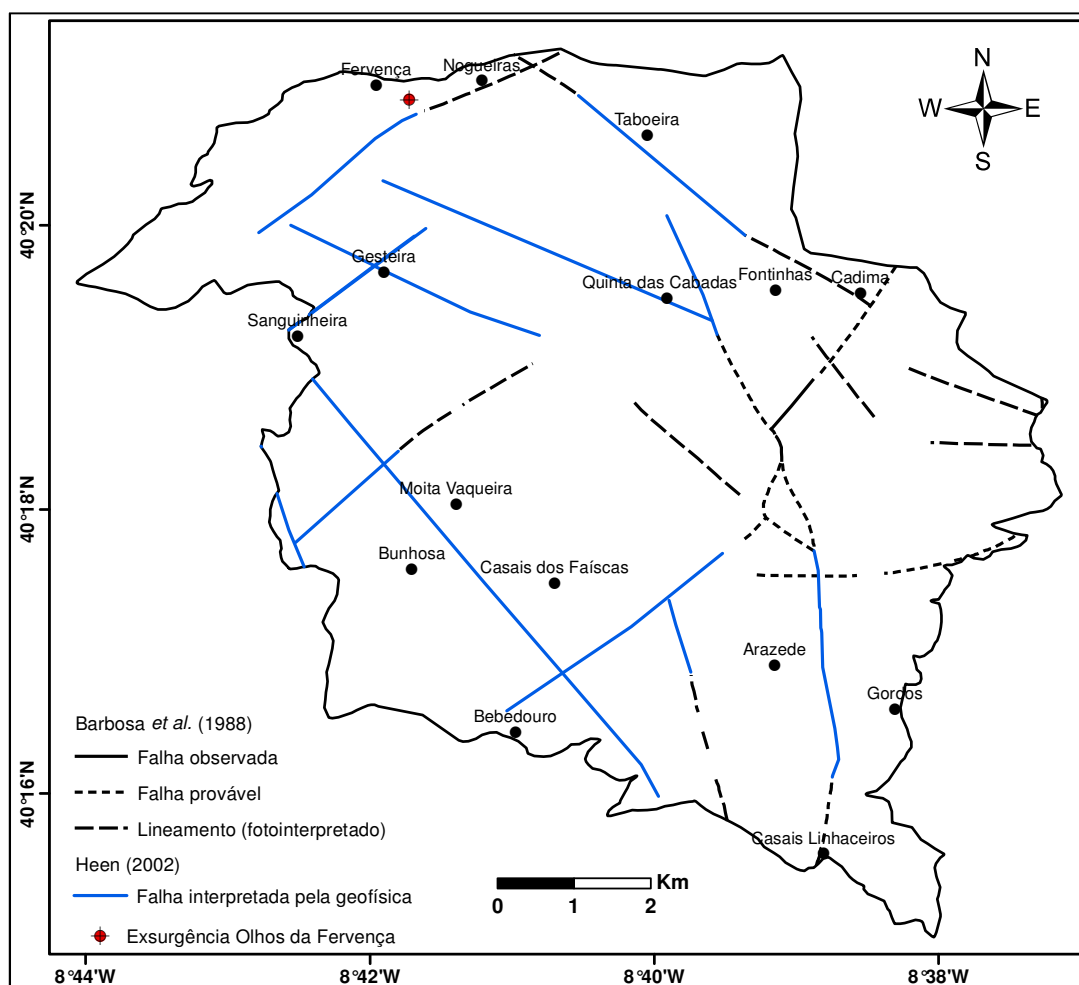 N
W
E
S
Fervença
Nogueiras
Taboeira
40°20'N
Gesteira
Quinta das Cabadas
Fontinhas
Cadima
Sanguinheira
40°18'N
Moita Vaqueira
Bunhosa
Casais dos Faíscas
Arazede
Gordos
Bebedouro
40°16'N
Casais Linhaceiros
Barbosa et al. (1988)
Falha observada
Falha provável
Lineamento (fotointerpretado)
Heen (2002)
Falha interpretada pela geofísica
Exsurgência Olhos da Fervença
Km
0 1 2
8°44'W 8°42'W 8°40'W 8°38'W